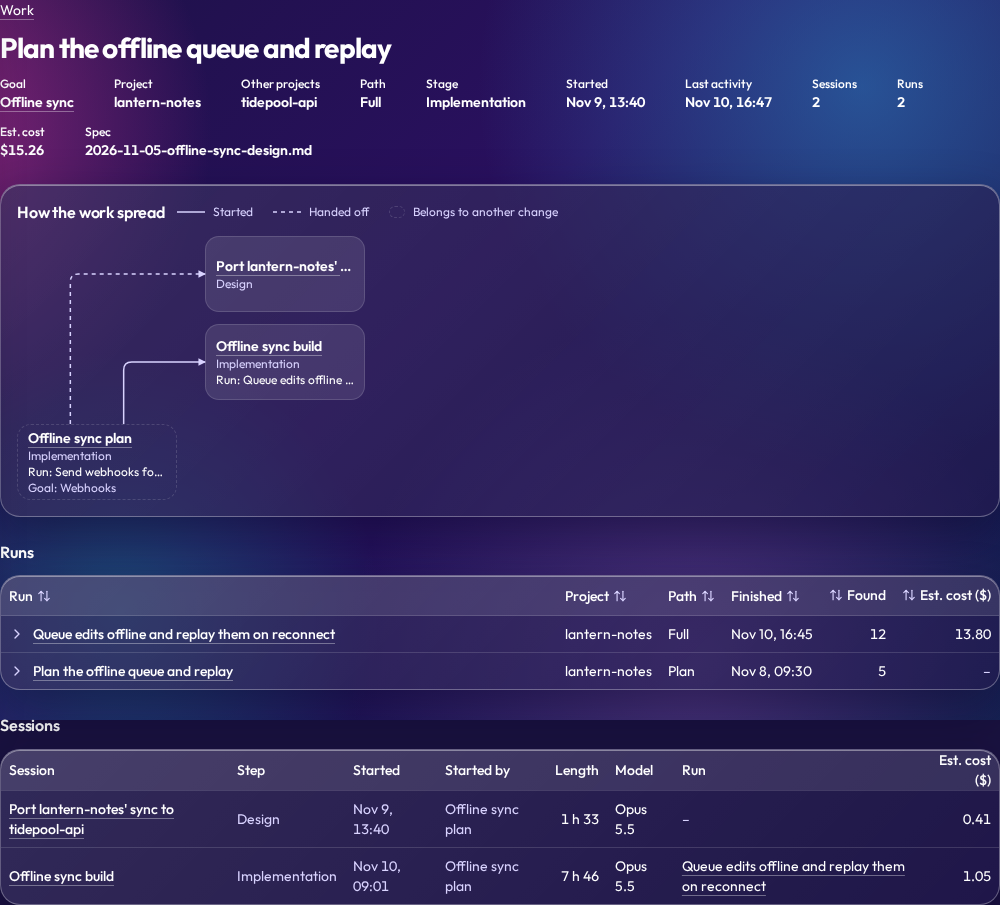 Work
Plan the offline queue and replay
Goal Project Other projects Path Stage Started Last activity Sessions Runs
Offline sync lantern-notes tidepool-api Full Implementation Nov 9, 13:40 Nov 10, 16:47 2 2
Est. cost Spec
$15.26 2026-11-05-offline-sync-design.md
How the work spread Started Handed off Belongs to another change
Port lantern-notes' ...
Design
Offline sync build
Implementation
Run: Queue edits offline ...
Offline sync plan
Implementation
Run: Send webhooks fo...
Goal: Webhooks
Runs
Run Project Path Finished Found Est. cost ($)
Queue edits offline and replay them on reconnect lantern-notes Full Nov 10, 16:45 12 13.80
Plan the offline queue and replay lantern-notes Plan Nov 8, 09:30 5 –
Sessions
Session Step Started Started by Length Model Run Est. cost ($)
Port lantern-notes' sync to tidepool-api Design Nov 9, 13:40 Offline sync plan 1 h 33 Opus 5.5 – 0.41
Offline sync build Implementation Nov 10, 09:01 Offline sync plan 7 h 46 Opus 5.5 Queue edits offline and replay them on reconnect 1.05